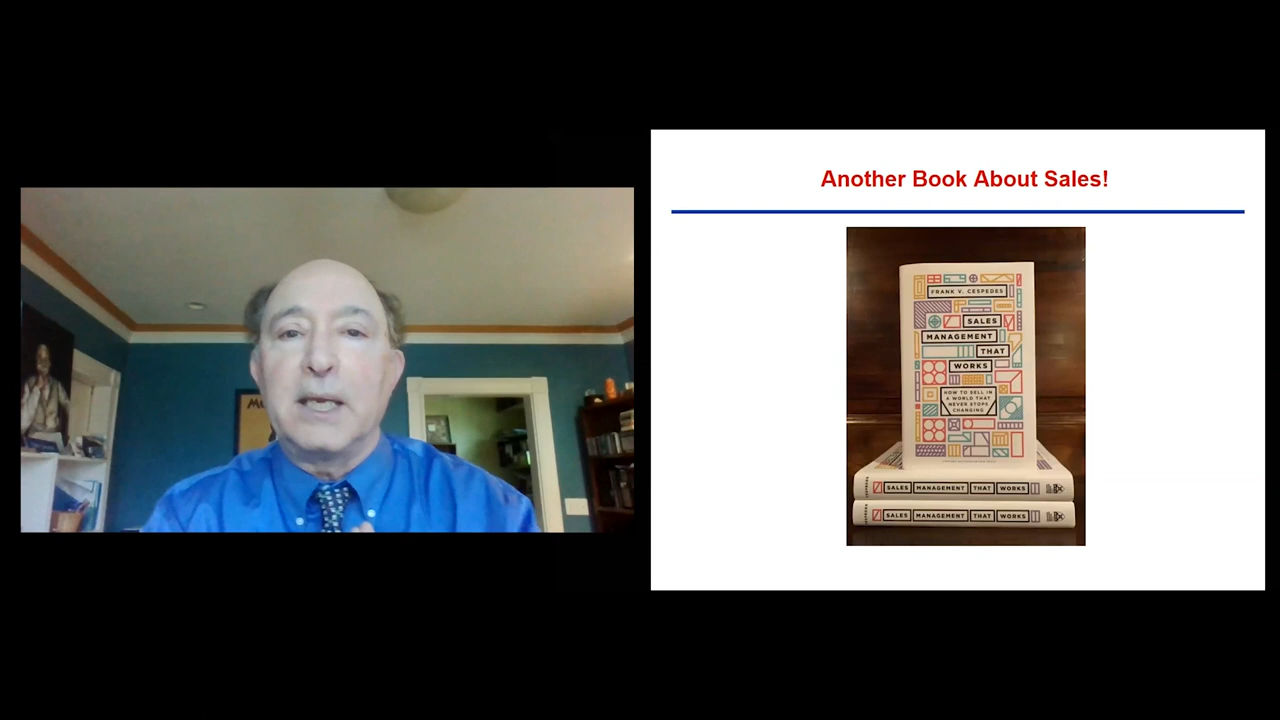 Another Book About Sales!
FRANK V. CESPEDES
SALES
MANAGEMENT
THAT
WORKS
HOW TO SELL IN
A WORLD THAT
NEVER STOPS
CHANGING
SALES MANAGEMENT THAT WORKS
SALES MANAGEMENT THAT WORKS